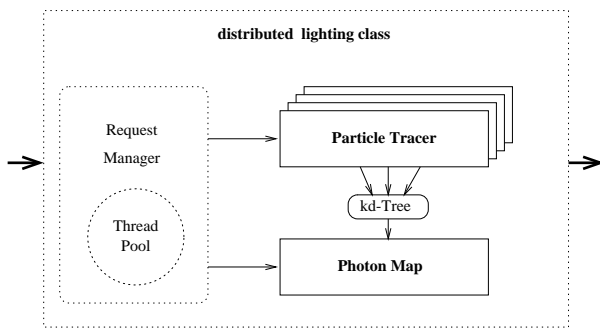 distributed lighting class
Request
Manager
Thread
Pool
Particle Tracer
kd-Tree
Photon Map